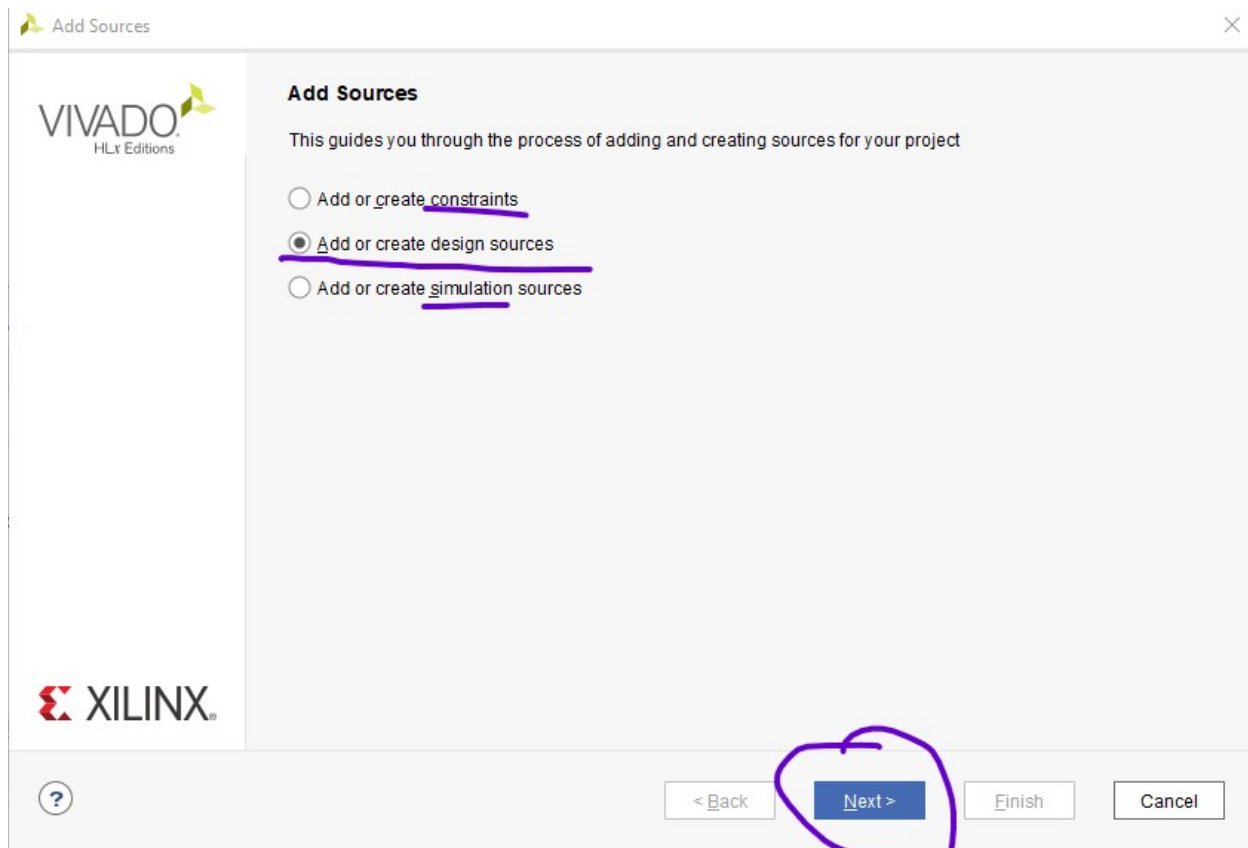 Add Sources
VIVADO
HLx Editions
Add Sources
This guides you through the process of adding and creating sources for your project
Add or create constraints
Add or create design sources
Add or create simulation sources
XILINX
?
< Back
Next >
Finish
Cancel